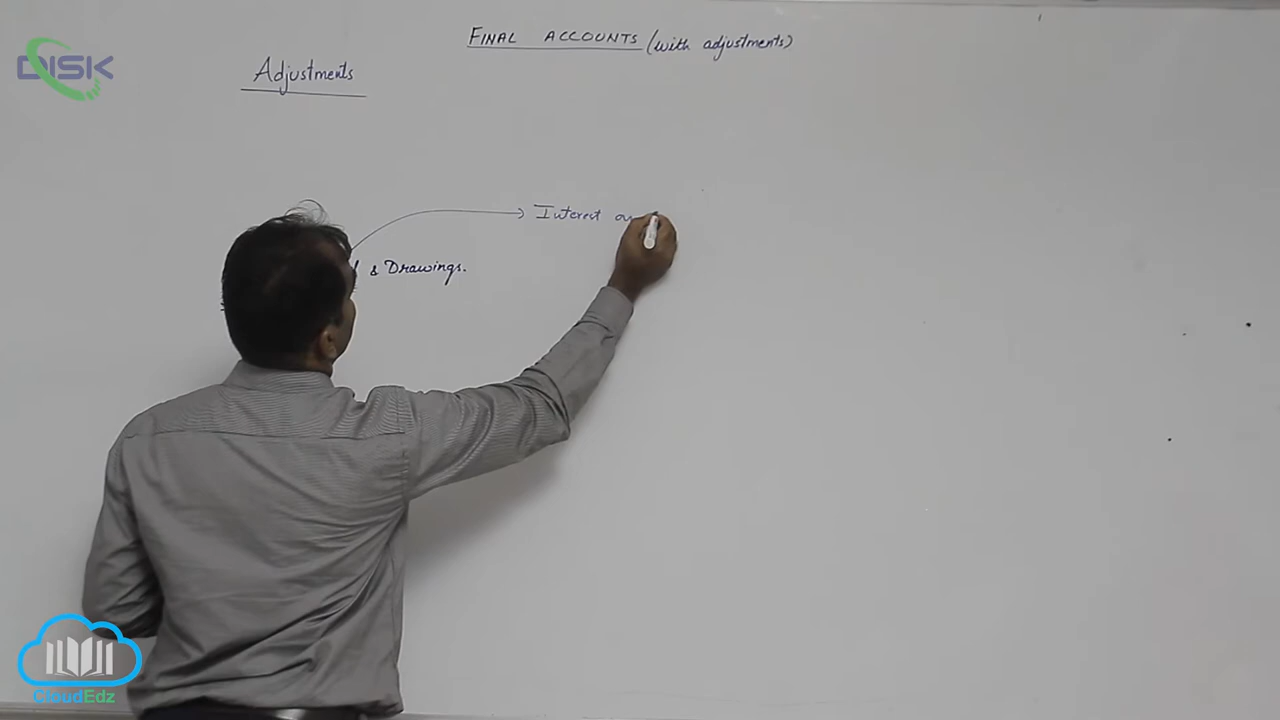 FINAL ACCOUNTS (with adjustments)
DISK
Adjustments
Interest on
& Drawings.
CloudEdz